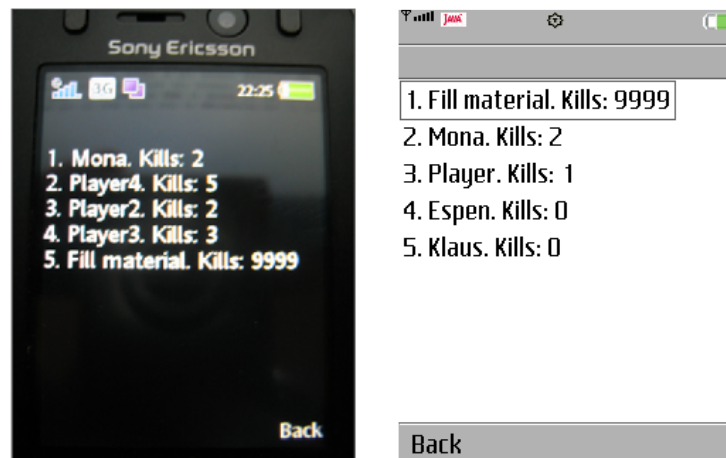 Sony Ericsson
3G
22:25
1. Mona. Kills: 2
2. Player4. Kills: 5
3. Player2. Kills: 2
4. Player3. Kills: 3
5. Fill material. Kills: 9999
Back
JAVA
1. Fill material. Kills: 9999
2. Mona. Kills: 2
3. Player. Kills: 1
4. Espen. Kills: 0
5. Klaus. Kills: 0
Back